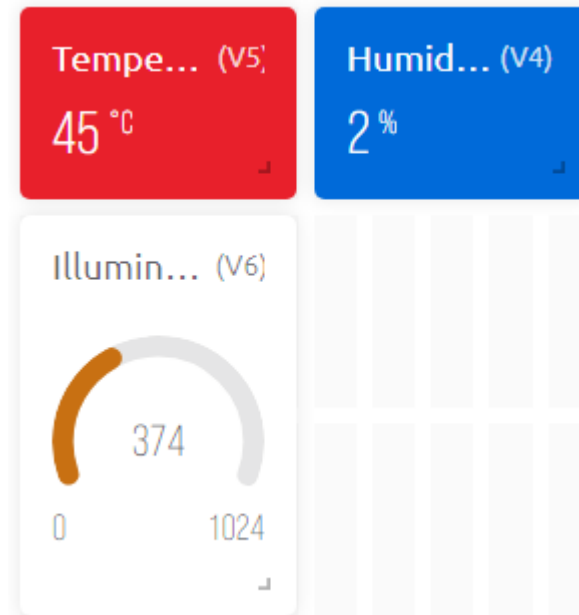 Tempe... (V5)
45 °C
Humid... (V4)
2 %
Illumin... (V6)
374
0 1024